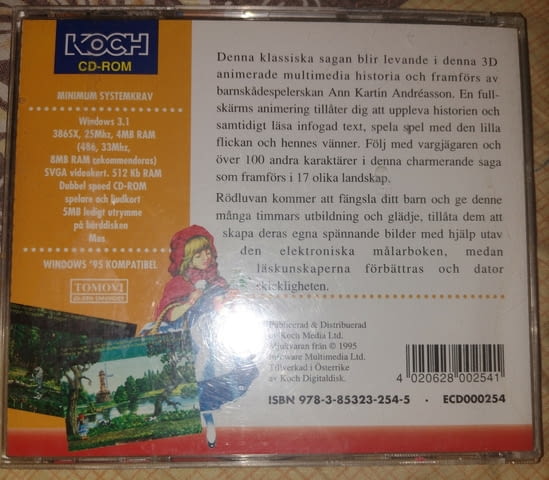 KOCH
CD-ROM
MINIMUM SYSTEMKRAV
Windows 3.1
386SX, 25Mhz, 4MB RAM
(486, 33Mhz,
8MB RAM rekommenderas)
SVGA videokort. 512 Kb RAM
Dubbel speed CD-ROM
spelare och ljudkort
5MB ledigt utrymme
på hårddisken
Mus.
WINDOWS '95 KOMPATIBEL
TOMOVI
Denna klassiska sagan blir levande i denna 3D
animerade multimedia historia och framförs av
barnskådespelerskan Ann Kartin Andréasson. En full-
skärms animering tillåter dig att uppleva historien och
samtidigt läsa infogad text, spela spel med den lilla
flickan och hennes vänner. Följ med vargjägaren och
över 100 andra karaktärer i denna charmerande saga
som framförs i 17 olika landskap.
Rödluvan kommer att fängsla ditt barn och ge denne
många timmars utbildning och glädje, tillåta dem att
skapa deras egna spännande bilder med hjälp utav
den elektroniska målarboken, medan
läskunskaperna förbättras och dator
skickligheten.
Publicerad & Distribuerad
av Koch Media Ltd.
Mjukvaran från © 1995
Multimedia Ltd.
Tillverkad i Österrike
av Koch Digitaldisk.
4 020628 002541
ISBN 978-3-85323-254-5 · ECD000254